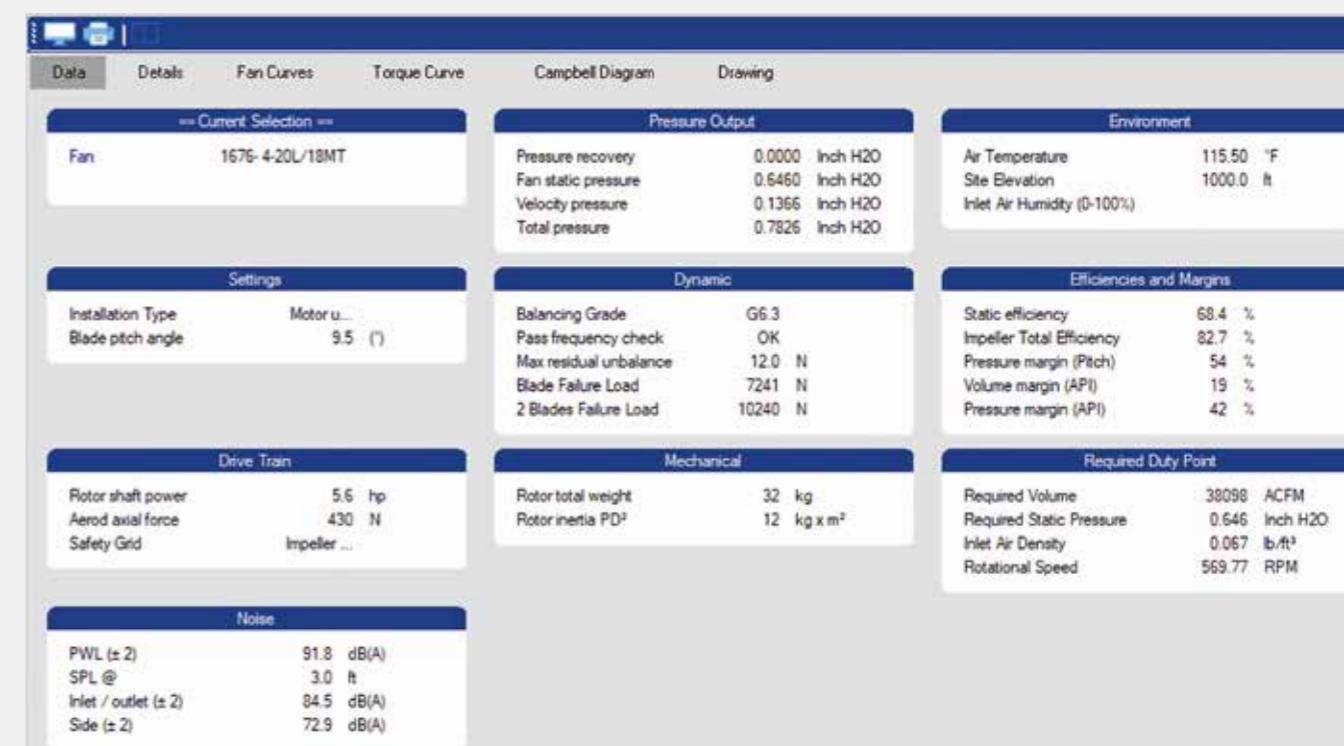 Data Details Fan Curves Torque Curve Campbell Diagram Drawing
== Current Selection ==
Fan 1676- 4-20L/18MT
Pressure Output
Pressure recovery 0.0000 Inch H2O
Fan static pressure 0.6460 Inch H2O
Velocity pressure 0.1366 Inch H2O
Total pressure 0.7826 Inch H2O
Environment
Air Temperature 115.50 °F
Site Elevation 1000.0 ft
Inlet Air Humidity (0-100%)
Settings
Installation Type Motor u...
Blade pitch angle 9.5 (°)
Dynamic
Balancing Grade G6.3
Pass frequency check OK
Max residual unbalance 12.0 N
Blade Failure Load 7241 N
2 Blades Failure Load 10240 N
Efficiencies and Margins
Static efficiency 68.4 %
Impeller Total Efficiency 82.7 %
Pressure margin (Pitch) 54 %
Volume margin (API) 19 %
Pressure margin (API) 42 %
Drive Train
Rotor shaft power 5.6 hp
Aerod axial force 430 N
Safety Grid Impeller ...
Mechanical
Rotor total weight 32 kg
Rotor inertia PD² 12 kg x m²
Required Duty Point
Required Volume 38098 ACFM
Required Static Pressure 0.646 Inch H2O
Inlet Air Density 0.067 lb/ft³
Rotational Speed 569.77 RPM
Noise
PWL (± 2) 91.8 dB(A)
SPL @ 3.0 ft
Inlet / outlet (± 2) 84.5 dB(A)
Side (± 2) 72.9 dB(A)